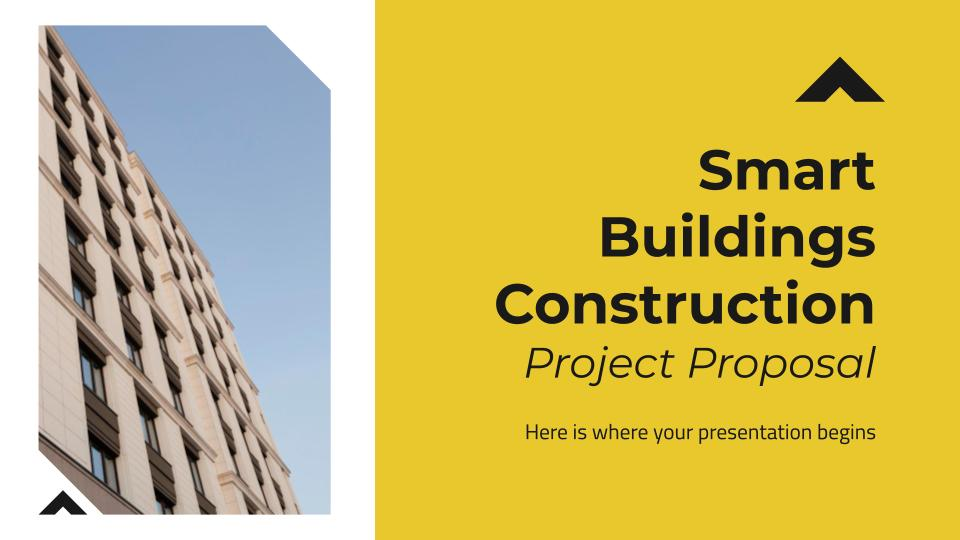 Smart
Buildings
Construction
Project Proposal
Here is where your presentation begins